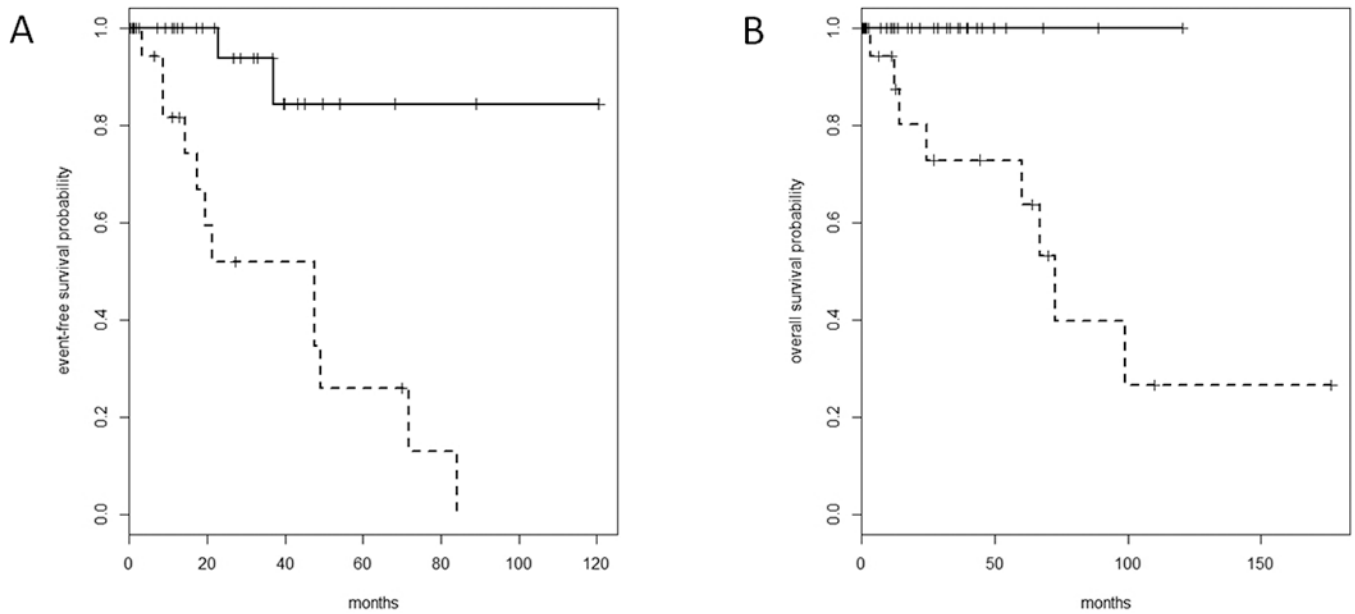 A
event-free survival probability
1.0
0.8
0.6
0.4
0.2
0.0
0 20 40 60 80 100 120
months
B
overall survival probability
1.0
0.8
0.6
0.4
0.2
0.0
0 50 100 150
months